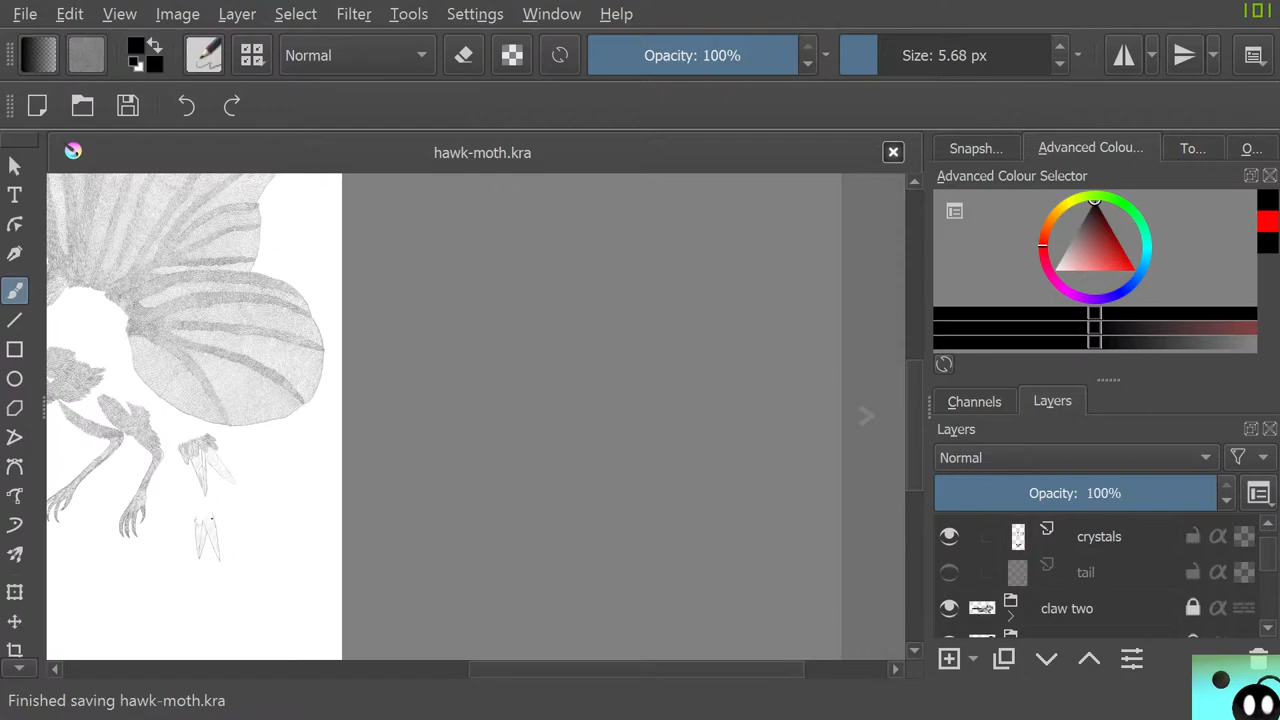 File Edit View Image Layer Select Filter Tools Settings Window Help
Normal Opacity: 100% Size: 5.68 px
hawk-moth.kra
Snapsh... Advanced Colou... To... O...
Advanced Colour Selector
Channels Layers
Layers
Normal
Opacity: 100%
crystals
tail
claw two
Finished saving hawk-moth.kra